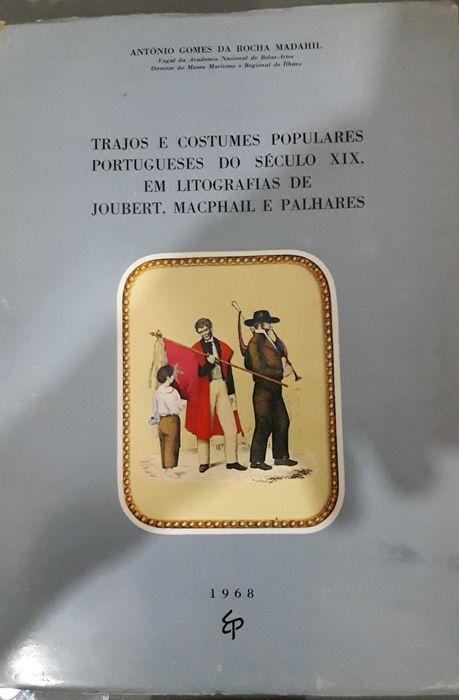 ANTÓNIO GOMES DA ROCHA MADAHIL
Vogal da Academia Nacional de Belas-Artes
Director do Museu Marítimo e Regional de Ílhavo
TRAJOS E COSTUMES POPULARES
PORTUGUESES DO SÉCULO XIX,
EM LITOGRAFIAS DE
JOUBERT, MACPHAIL E PALHARES
1968
EP